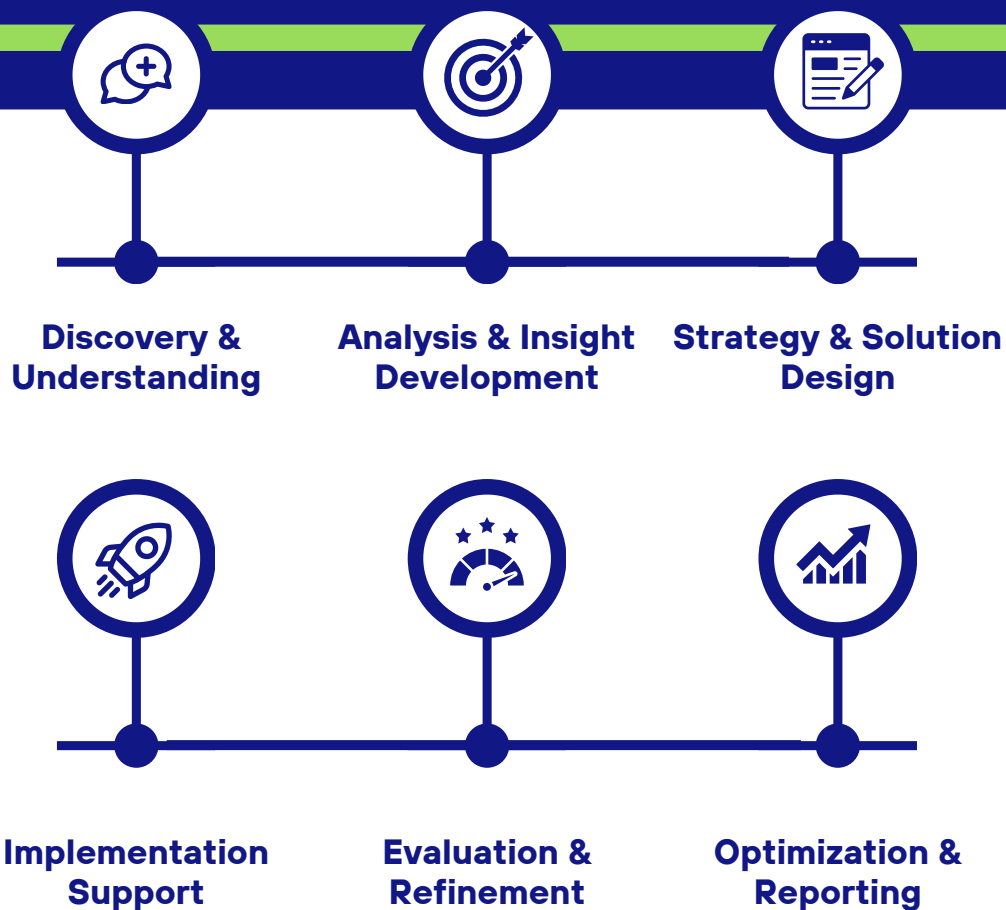 Discovery &
Understanding
Analysis & Insight
Development
Strategy & Solution
Design
Implementation
Support
Evaluation &
Refinement
Optimization &
Reporting